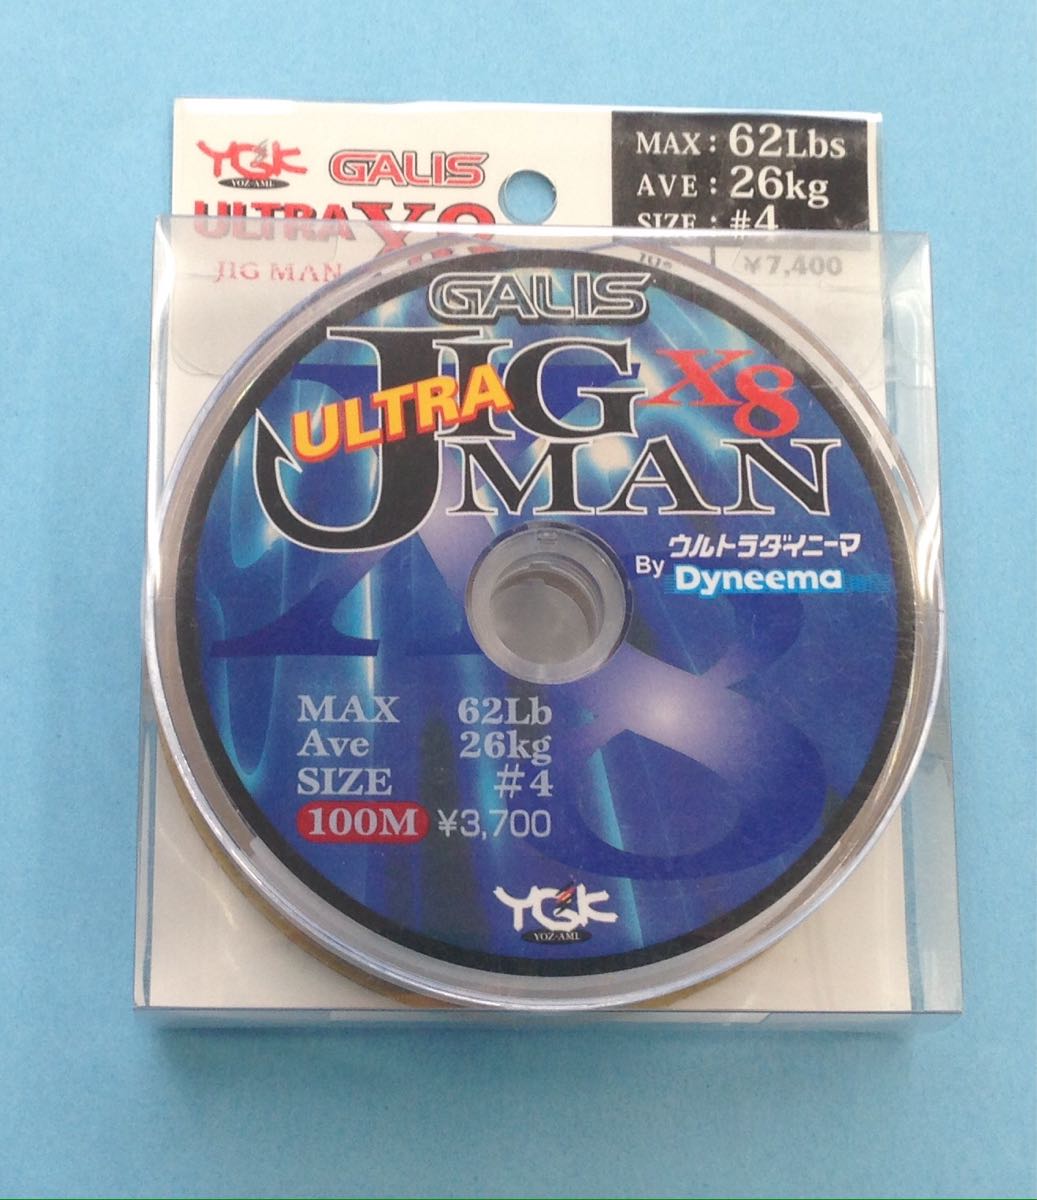 YGK
YOZ-AMI
GALIS
ULTRA X8
JIG MAN
MAX : 62Lbs
AVE : 26kg
SIZE : #4
¥7,400
GALIS
ULTRA JIG X8
MAN
ウルトラダイニーマ
By Dyneema
MAX 62Lb
Ave 26kg
SIZE #4
100M ¥3,700
YGK
YOZ-AMI